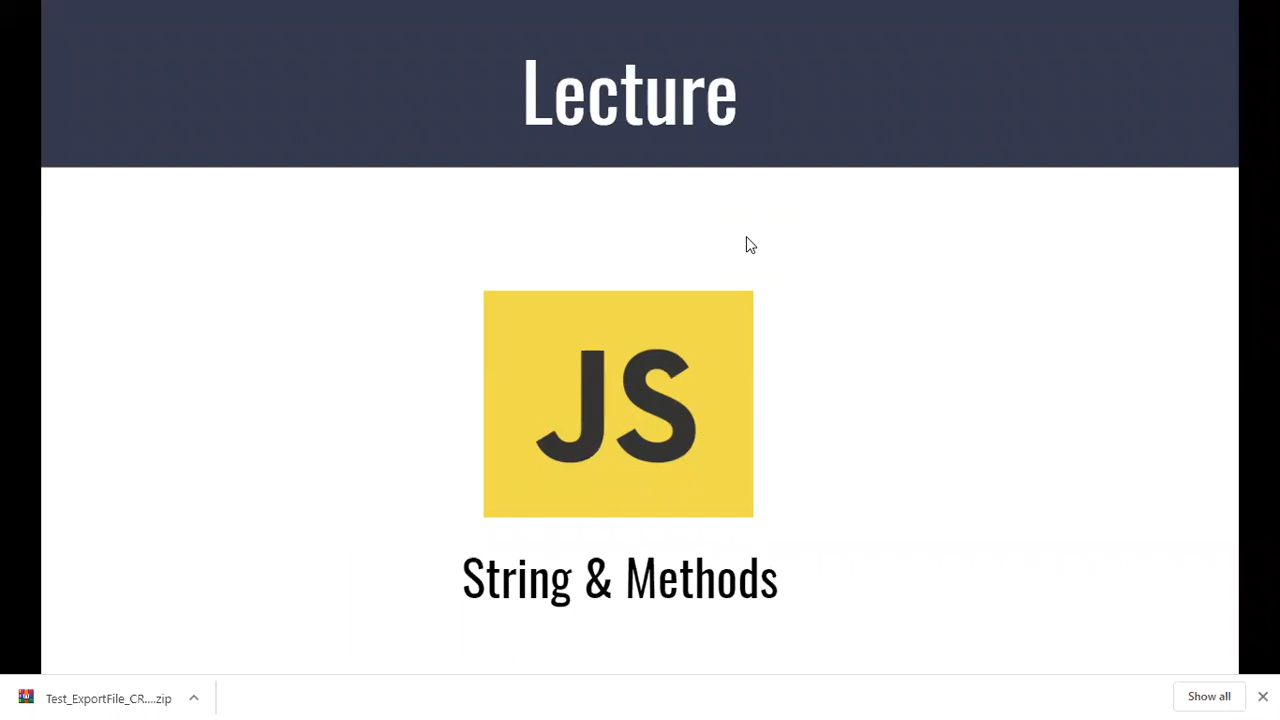 Lecture
JS
String & Methods
Test_ExportFile_CR....zip
Show all